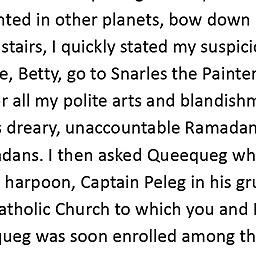 nted in other planets, bow down
stairs, I quickly stated my suspici
e, Betty, go to Snarles the Painter
r all my polite arts and blandishm
s dreary, unaccountable Ramadan
dans. I then asked Queequeg wh
harpoon, Captain Peleg in his gru
atholic Church to which you and I
queg was soon enrolled among th